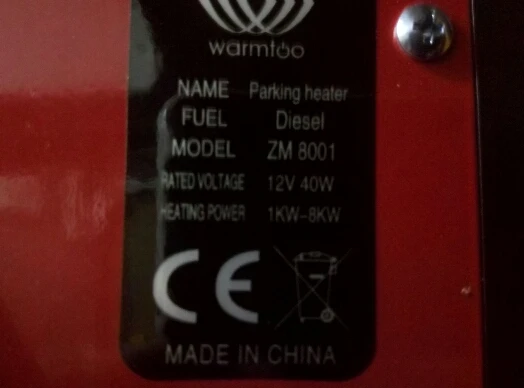 warmtoo
NAME Parking heater
FUEL Diesel
MODEL ZM 8001
RATED VOLTAGE 12V 40W
HEATING POWER 1KW-8KW
CE
MADE IN CHINA